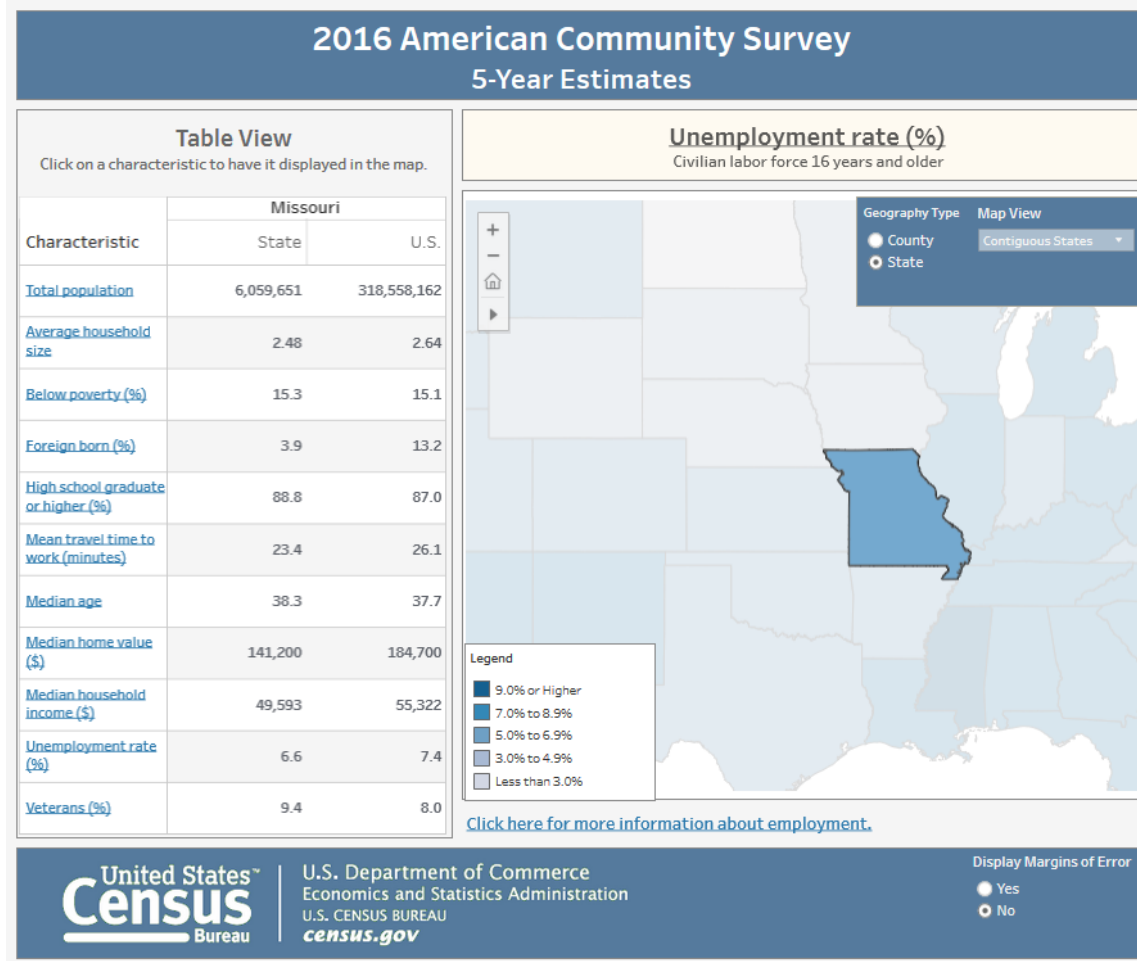 2016 American Community Survey
5-Year Estimates
Table View
Click on a characteristic to have it displayed in the map.
Missouri
Characteristic State U.S.
Total population 6,059,651 318,558,162
Average household
size 2.48 2.64
Below poverty (%) 15.3 15.1
Foreign born (%) 3.9 13.2
High school graduate
or higher (%) 88.8 87.0
Mean travel time to
work (minutes) 23.4 26.1
Median age 38.3 37.7
Median home value
($) 141,200 184,700
Median household
income ($) 49,593 55,322
Unemployment rate
(%) 6.6 7.4
Veterans (%) 9.4 8.0
Unemployment rate (%)
Civilian labor force 16 years and older
Geography Type Map View
County Contiguous States
State
Legend
9.0% or Higher
7.0% to 8.9%
5.0% to 6.9%
3.0% to 4.9%
Less than 3.0%
Click here for more information about employment.
United States™
Census
Bureau
U.S. Department of Commerce
Economics and Statistics Administration
U.S. CENSUS BUREAU
census.gov
Display Margins of Error
Yes
No